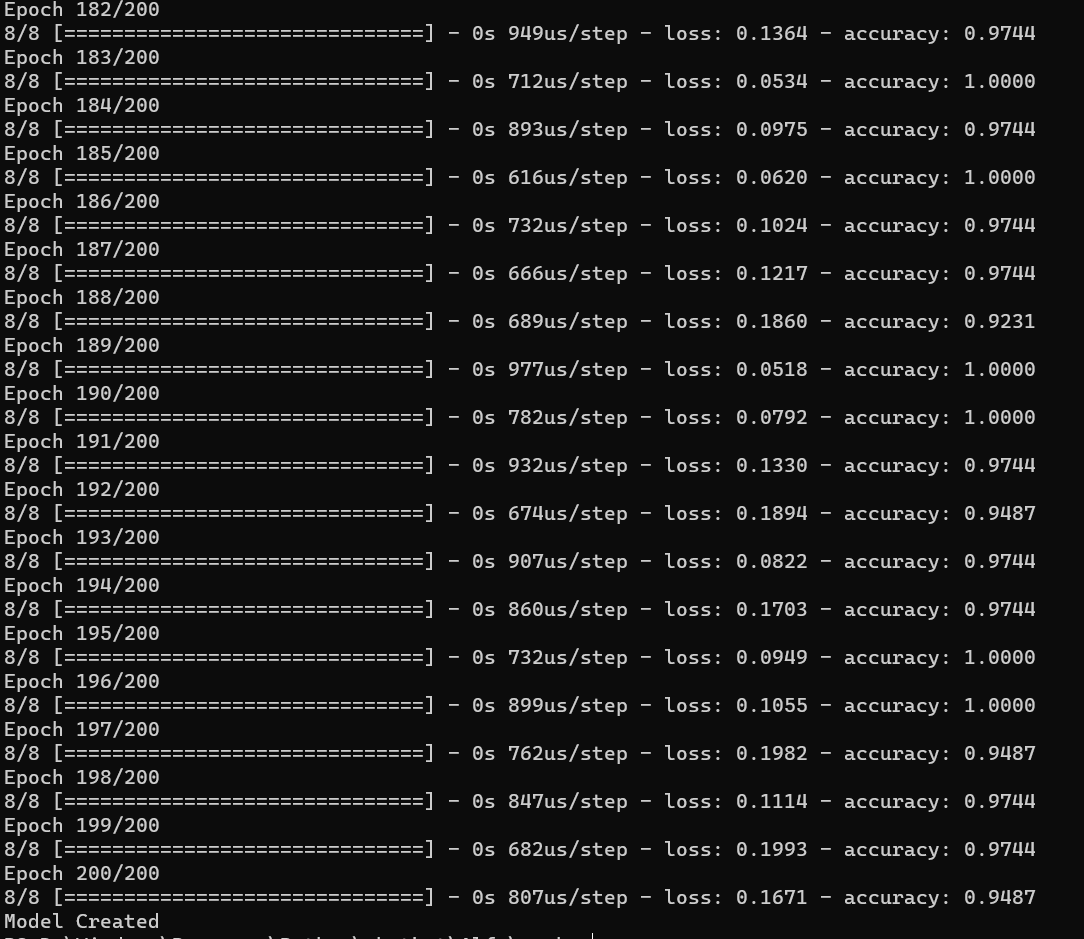 Epoch 182/200
8/8 [==============================] - 0s 949us/step - loss: 0.1364 - accuracy: 0.9744
Epoch 183/200
8/8 [==============================] - 0s 712us/step - loss: 0.0534 - accuracy: 1.0000
Epoch 184/200
8/8 [==============================] - 0s 893us/step - loss: 0.0975 - accuracy: 0.9744
Epoch 185/200
8/8 [==============================] - 0s 616us/step - loss: 0.0620 - accuracy: 1.0000
Epoch 186/200
8/8 [==============================] - 0s 732us/step - loss: 0.1024 - accuracy: 0.9744
Epoch 187/200
8/8 [==============================] - 0s 666us/step - loss: 0.1217 - accuracy: 0.9744
Epoch 188/200
8/8 [==============================] - 0s 689us/step - loss: 0.1860 - accuracy: 0.9231
Epoch 189/200
8/8 [==============================] - 0s 977us/step - loss: 0.0518 - accuracy: 1.0000
Epoch 190/200
8/8 [==============================] - 0s 782us/step - loss: 0.0792 - accuracy: 1.0000
Epoch 191/200
8/8 [==============================] - 0s 932us/step - loss: 0.1330 - accuracy: 0.9744
Epoch 192/200
8/8 [==============================] - 0s 674us/step - loss: 0.1894 - accuracy: 0.9487
Epoch 193/200
8/8 [==============================] - 0s 907us/step - loss: 0.0822 - accuracy: 0.9744
Epoch 194/200
8/8 [==============================] - 0s 860us/step - loss: 0.1703 - accuracy: 0.9744
Epoch 195/200
8/8 [==============================] - 0s 732us/step - loss: 0.0949 - accuracy: 1.0000
Epoch 196/200
8/8 [==============================] - 0s 899us/step - loss: 0.1055 - accuracy: 1.0000
Epoch 197/200
8/8 [==============================] - 0s 762us/step - loss: 0.1982 - accuracy: 0.9487
Epoch 198/200
8/8 [==============================] - 0s 847us/step - loss: 0.1114 - accuracy: 0.9744
Epoch 199/200
8/8 [==============================] - 0s 682us/step - loss: 0.1993 - accuracy: 0.9744
Epoch 200/200
8/8 [==============================] - 0s 807us/step - loss: 0.1671 - accuracy: 0.9487
Model Created